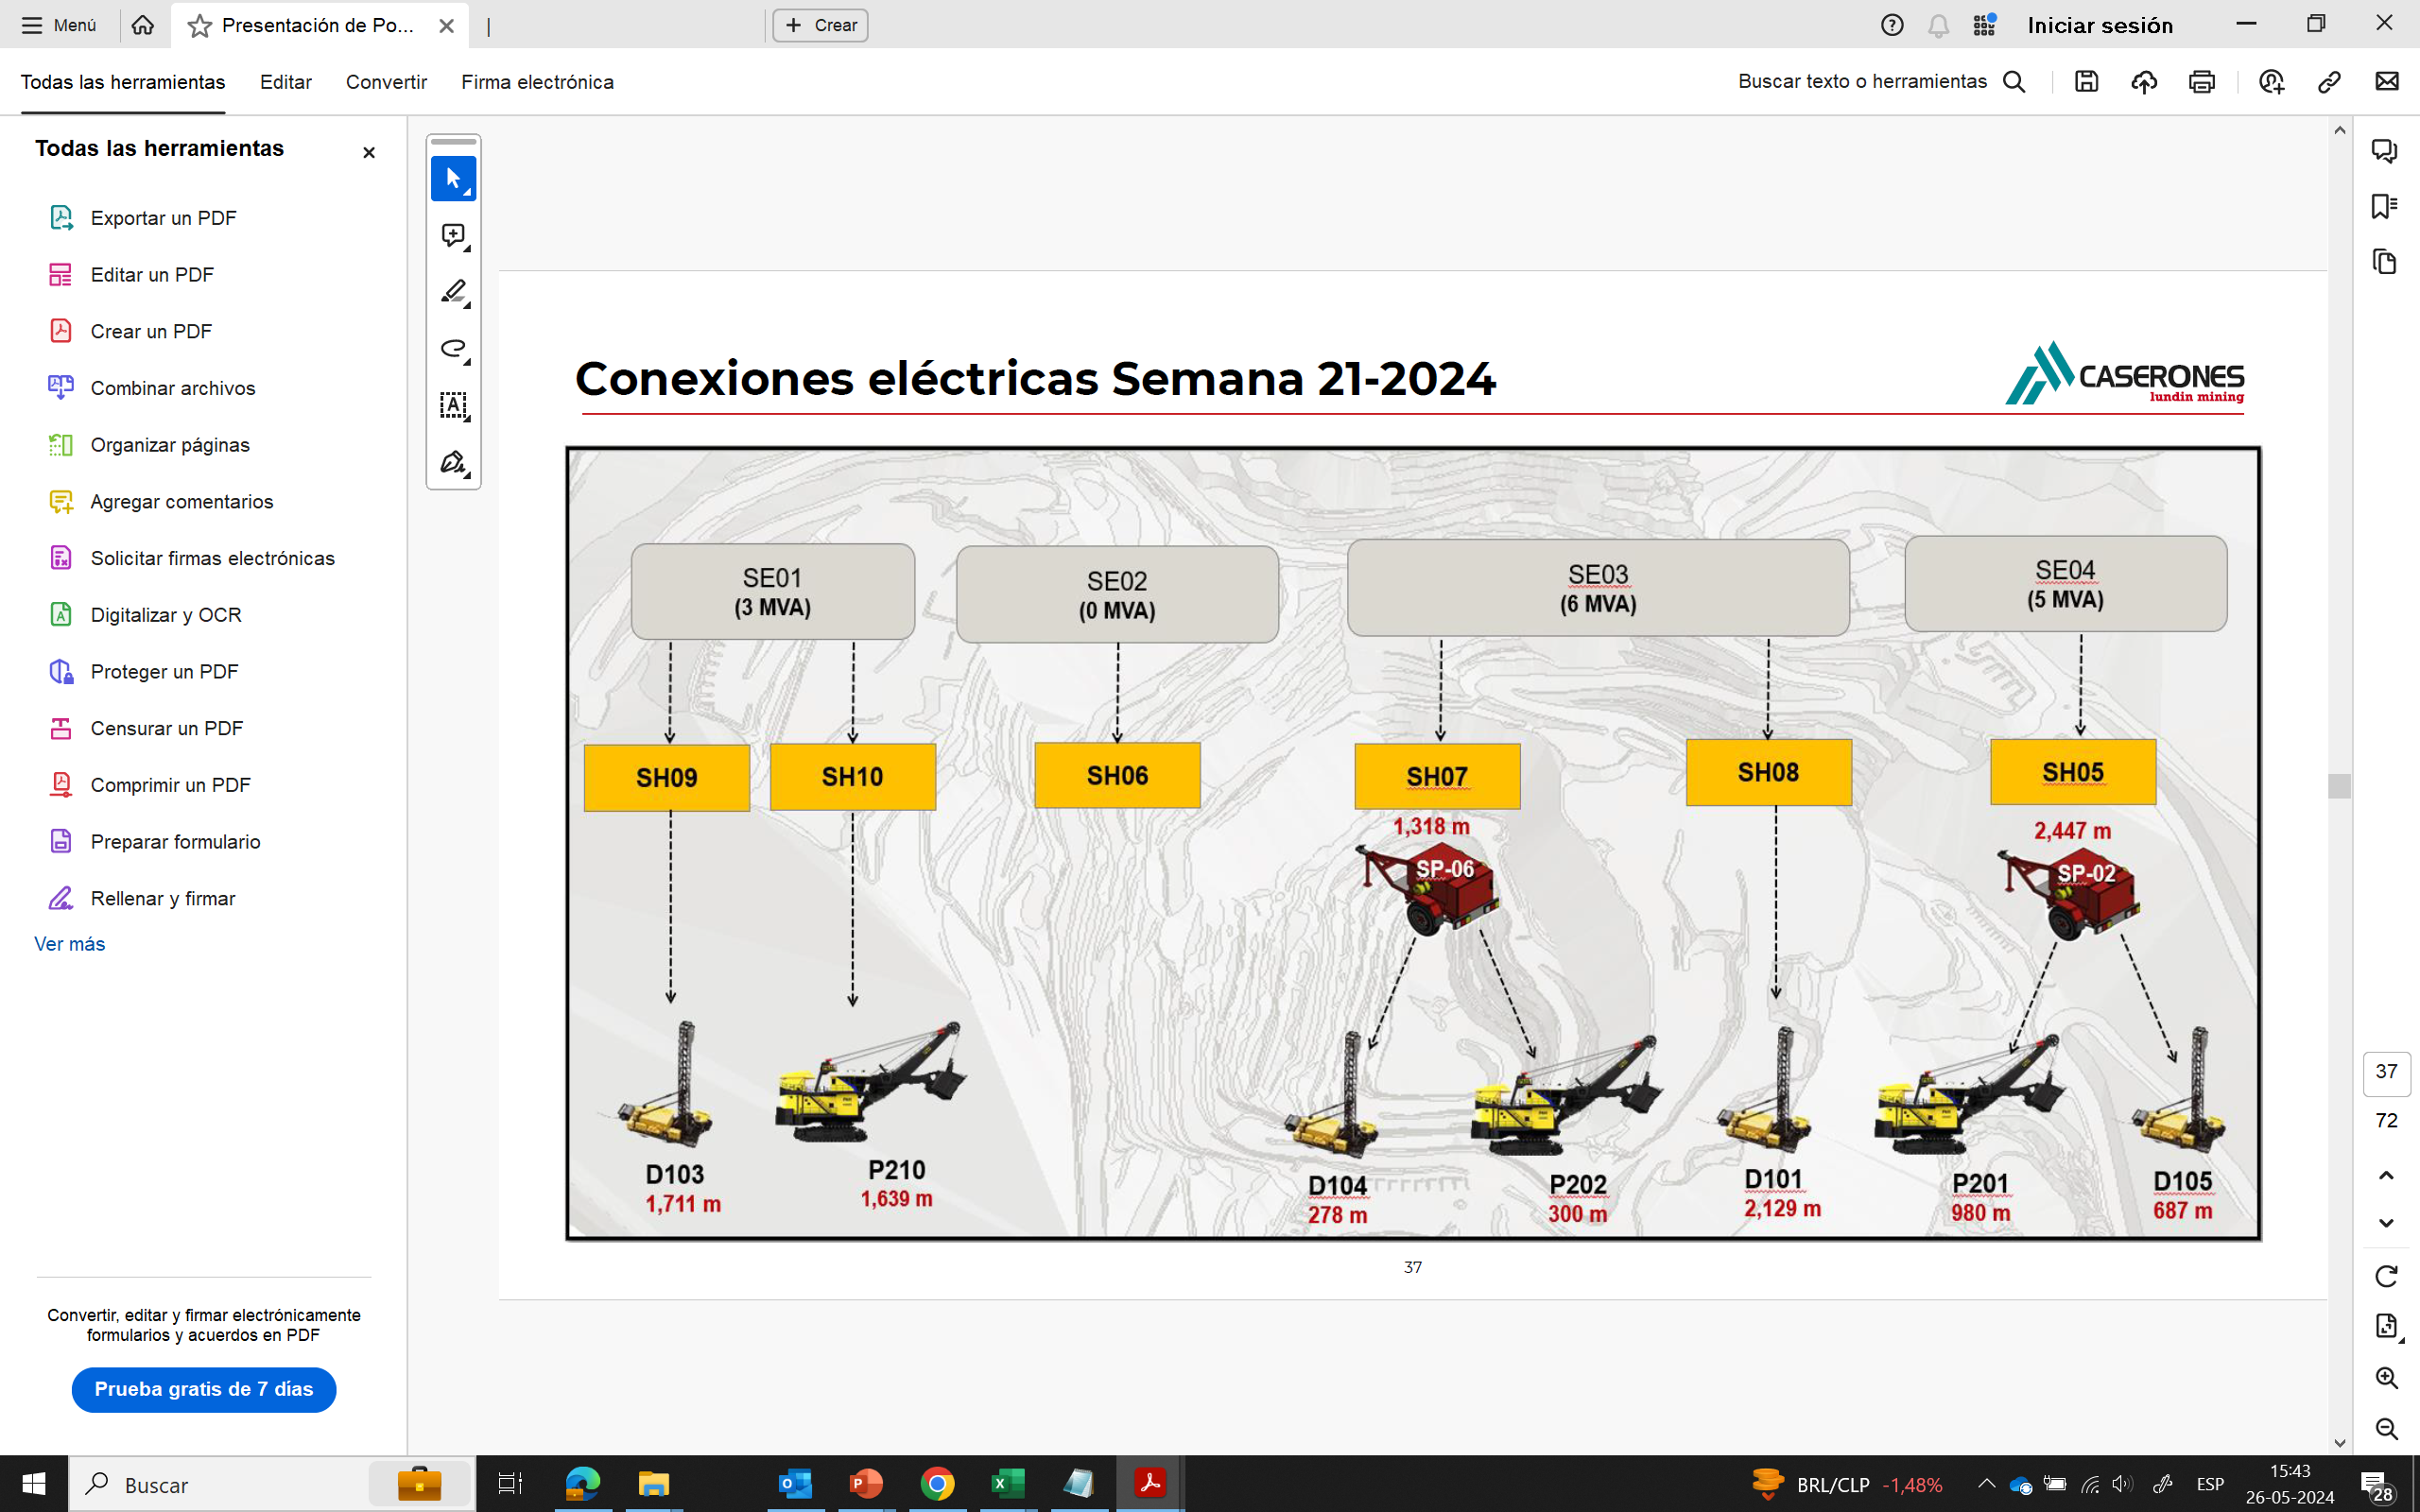 Menú
Presentación de Po...
Crear
Iniciar sesión
Todas las herramientas
Editar
Convertir
Firma electrónica
Buscar texto o herramientas
Todas las herramientas
Exportar un PDF
Editar un PDF
Crear un PDF
Combinar archivos
Organizar páginas
Agregar comentarios
Solicitar firmas electrónicas
Digitalizar y OCR
Proteger un PDF
Censurar un PDF
Comprimir un PDF
Preparar formulario
Rellenar y firmar
Ver más
Convertir, editar y firmar electrónicamente
formularios y acuerdos en PDF
Prueba gratis de 7 días
Conexiones eléctricas Semana 21-2024
CASERONES
lundin mining
SE01
(3 MVA)
SE02
(0 MVA)
SE03
(6 MVA)
SE04
(5 MVA)
SH09
SH10
SH06
SH07
SH08
SH05
1,318 m
2,447 m
SP-06
SP-02
D103
1,711 m
P210
1,639 m
D104
278 m
P202
300 m
D101
2,129 m
P201
980 m
D105
687 m
37
37
72
Buscar
BRL/CLP -1,48%
ESP
15:43
26-05-2024
28